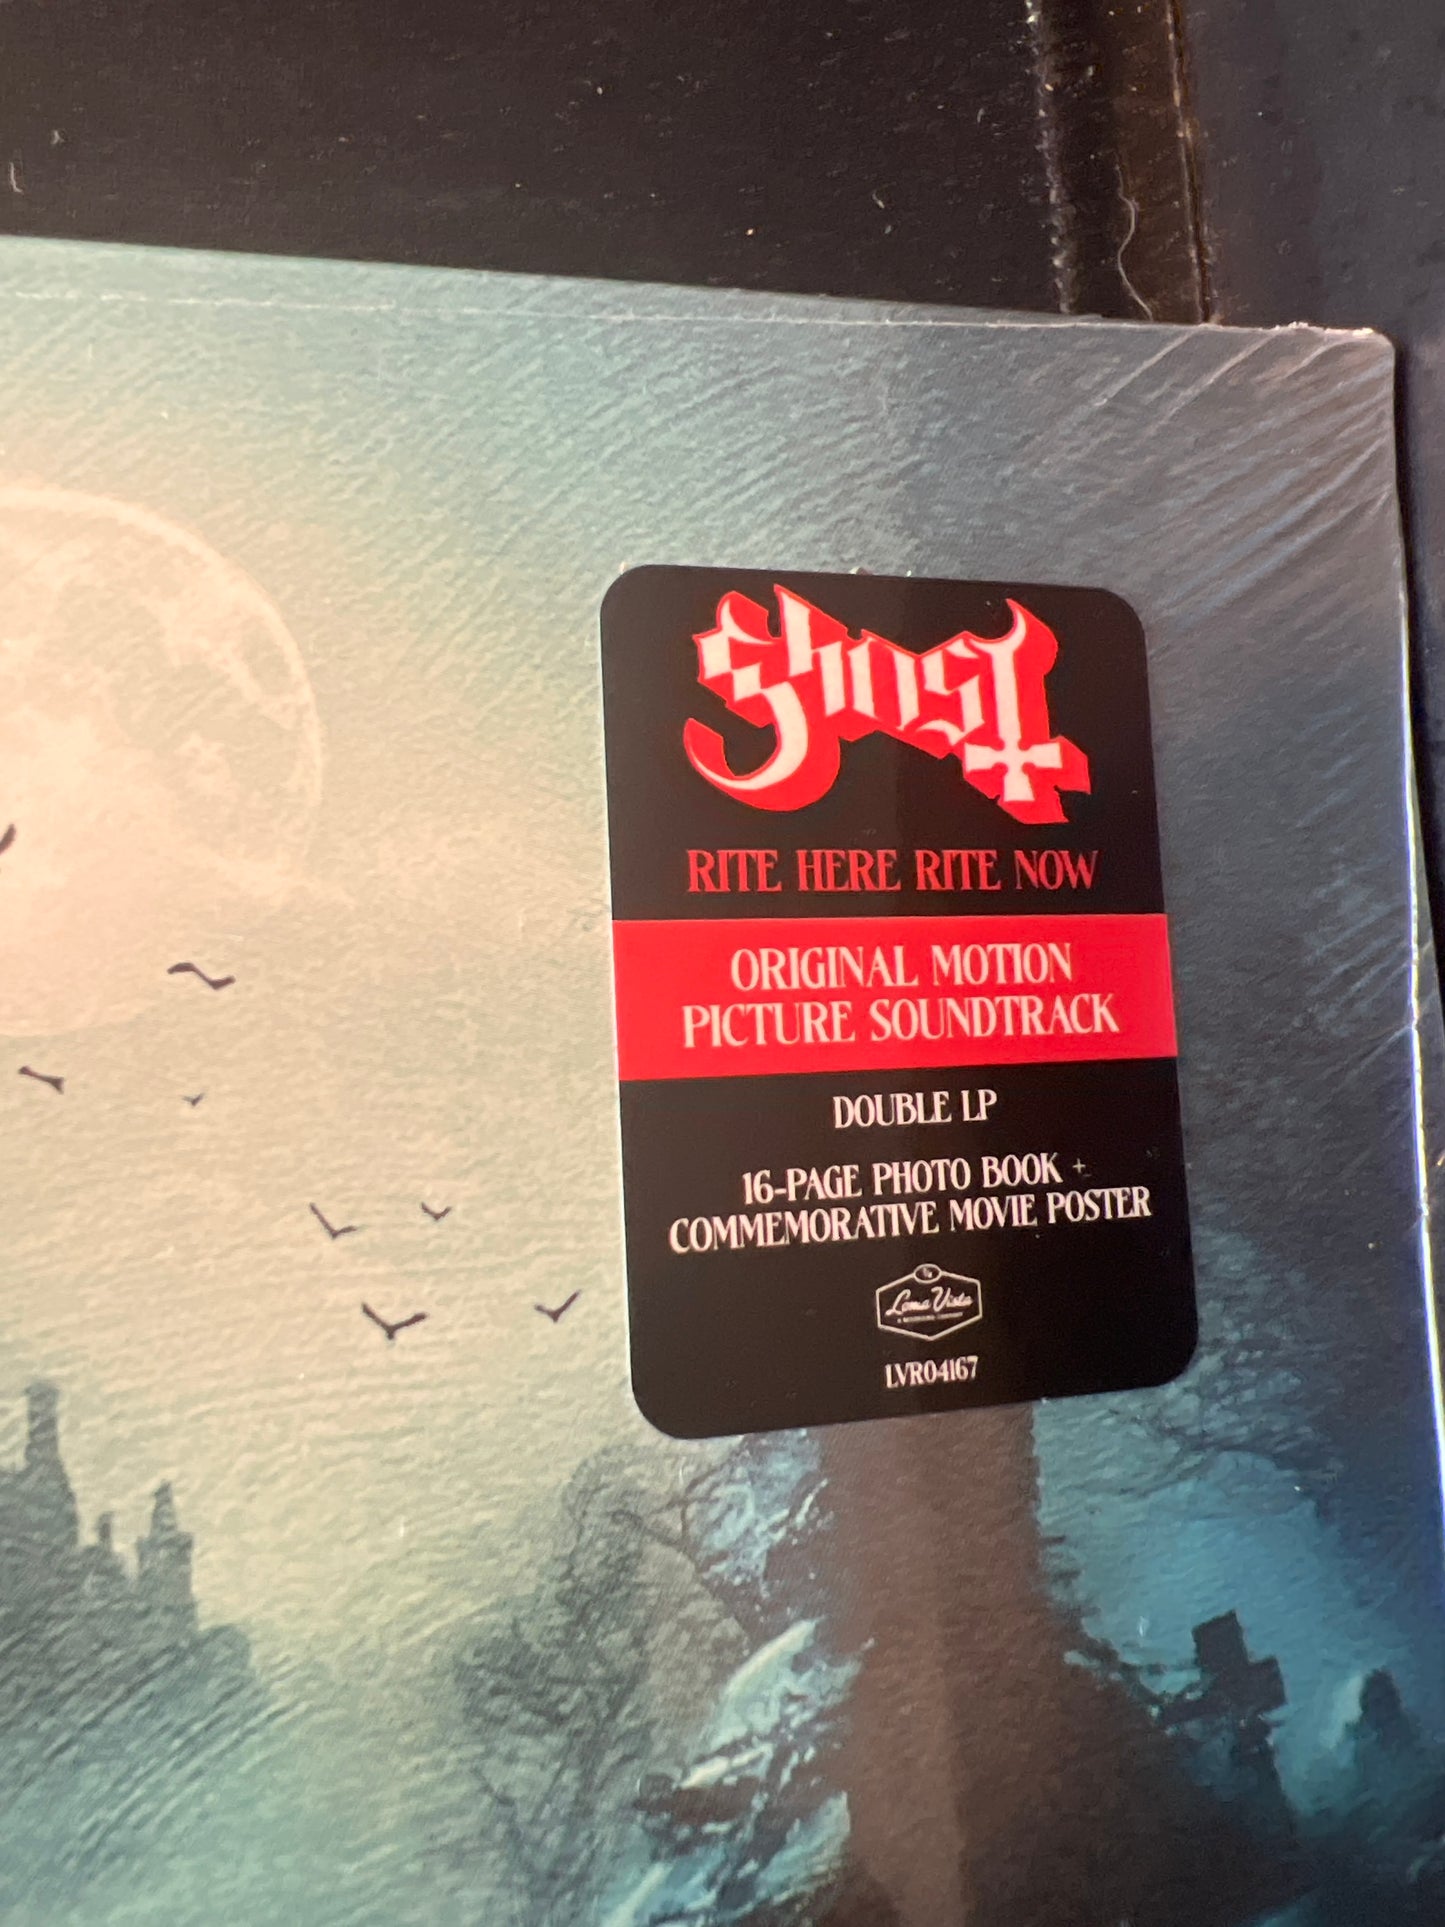 Ghost
RITE HERE RITE NOW
ORIGINAL MOTION
PICTURE SOUNDTRACK
DOUBLE LP
16-PAGE PHOTO BOOK +
COMMEMORATIVE MOVIE POSTER
Loma Vista
LVR04167